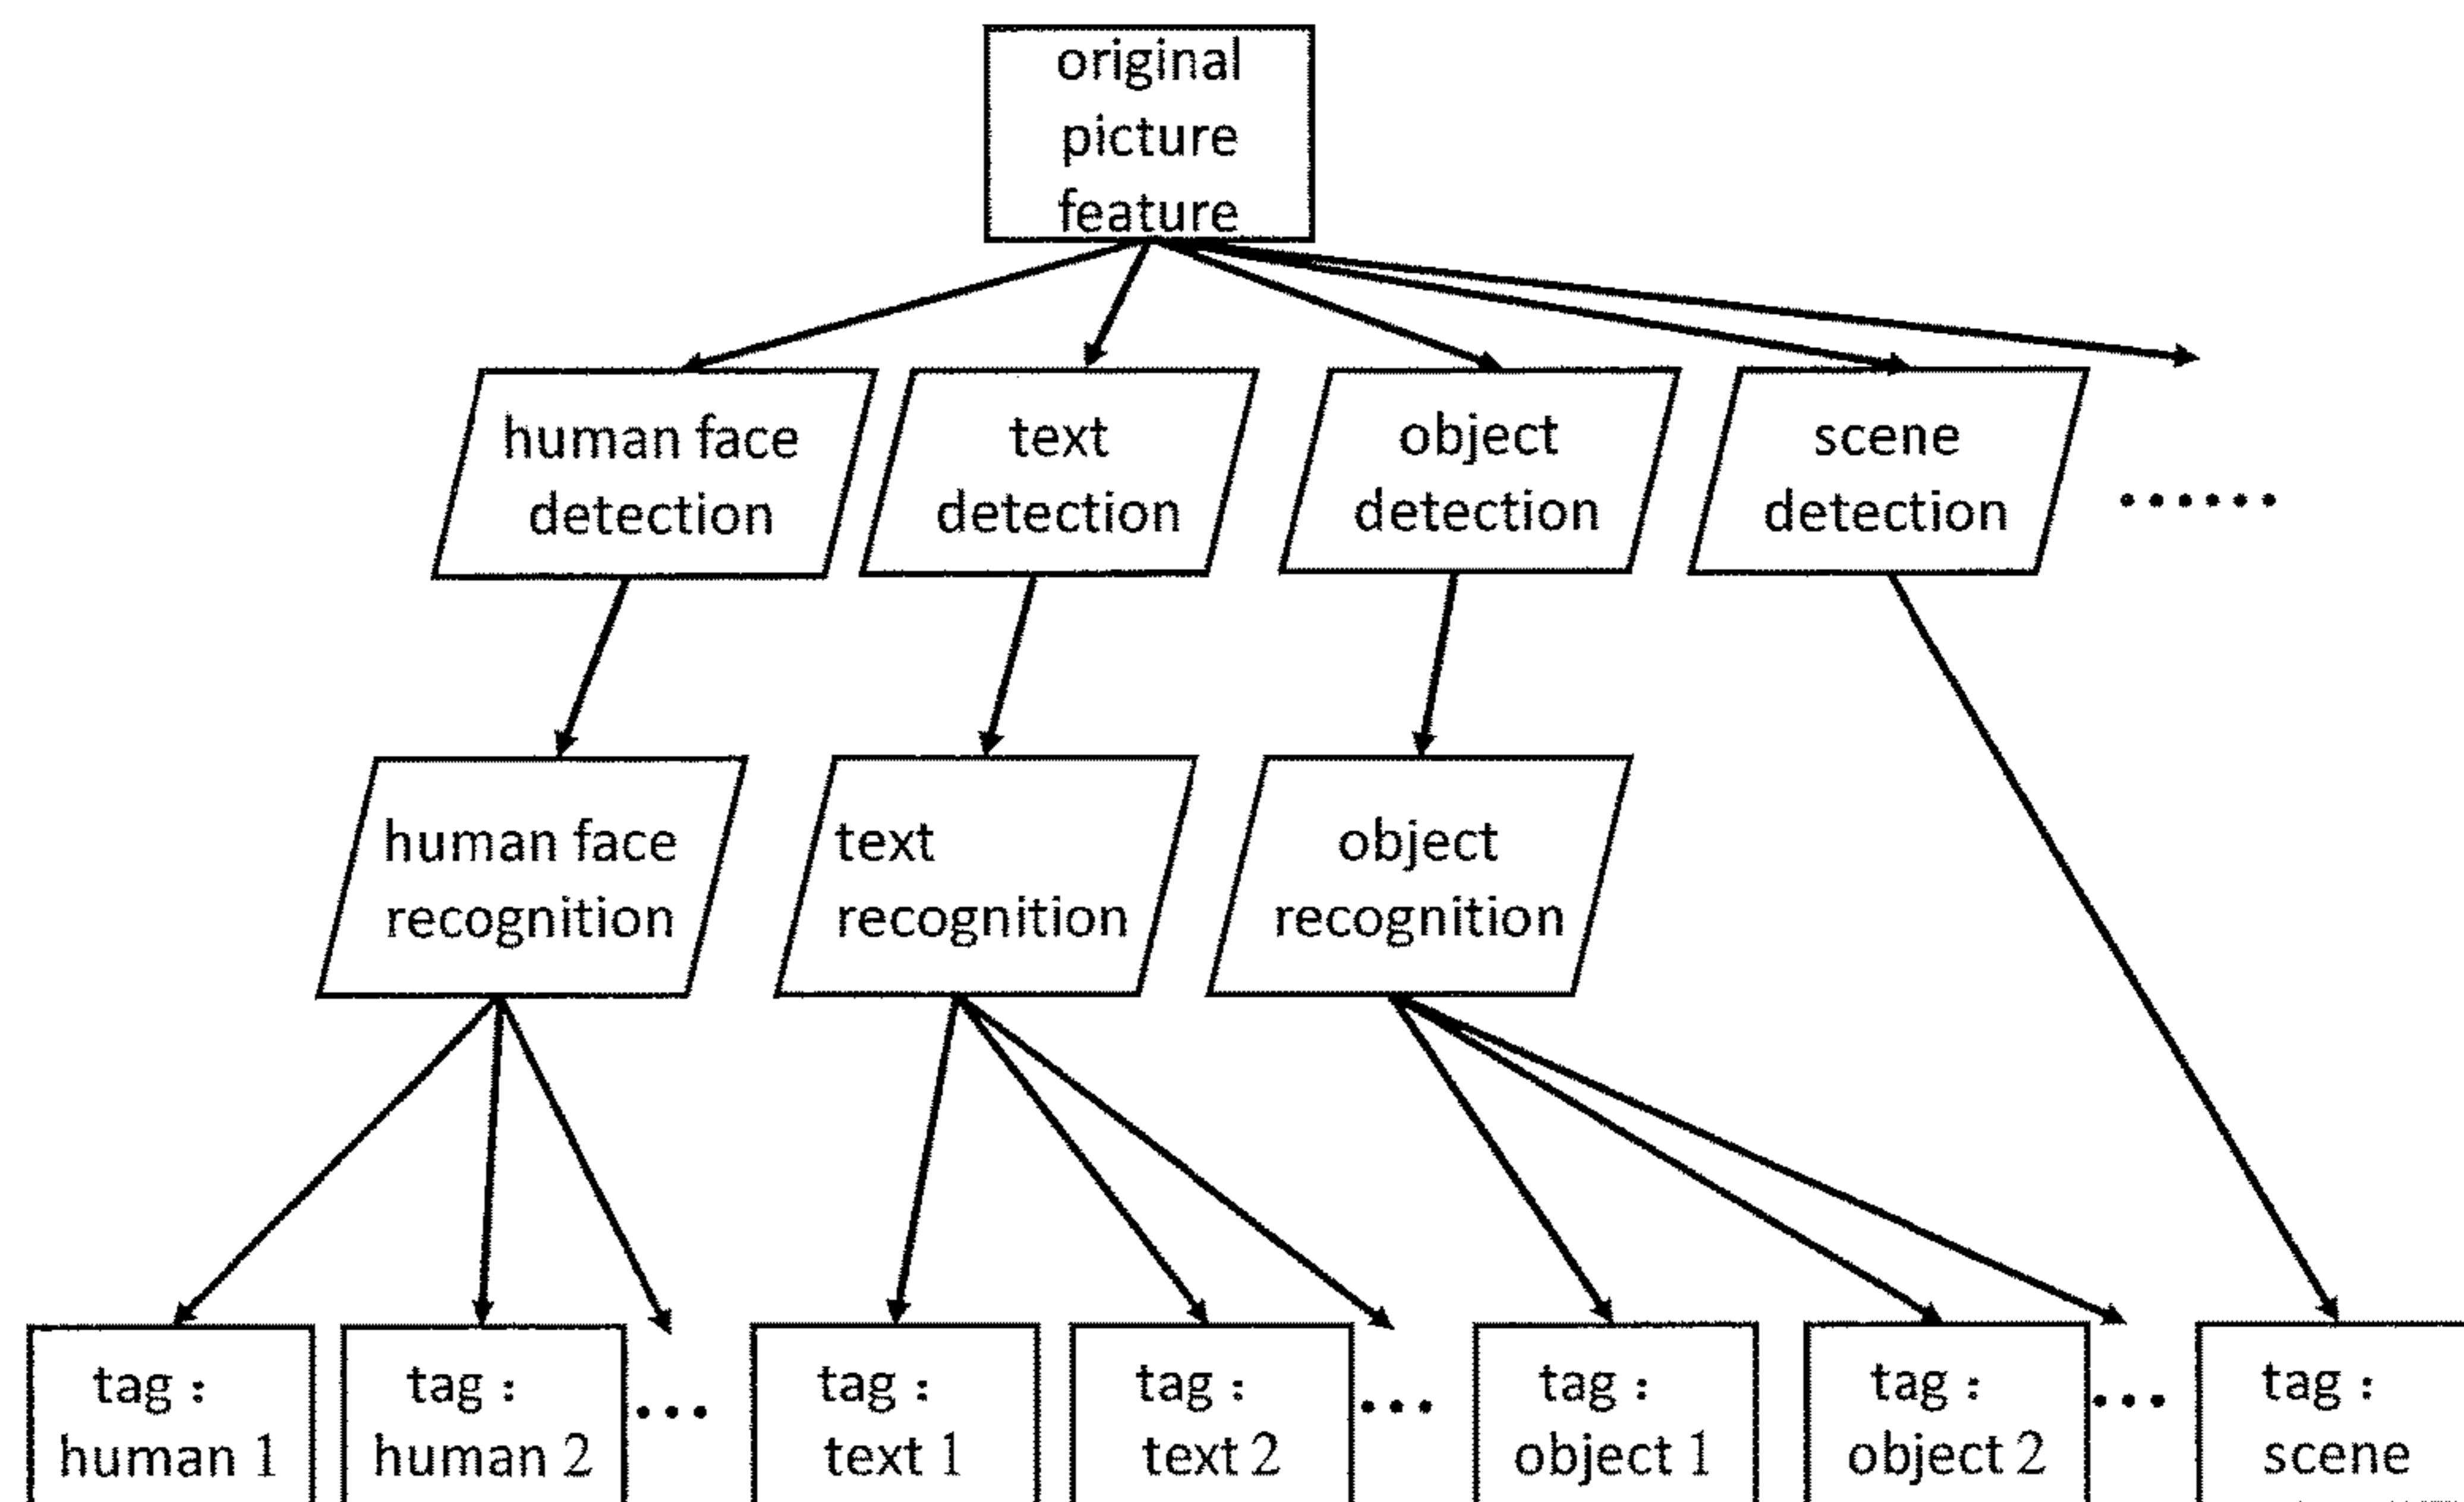 original
picture
feature
human face
detection
text
detection
object
detection
scene
detection
......
human face
recognition
text
recognition
object
recognition
tag :
human 1
tag :
human 2
...
tag :
text 1
tag :
text 2
...
tag :
object 1
tag :
object 2
...
tag :
scene